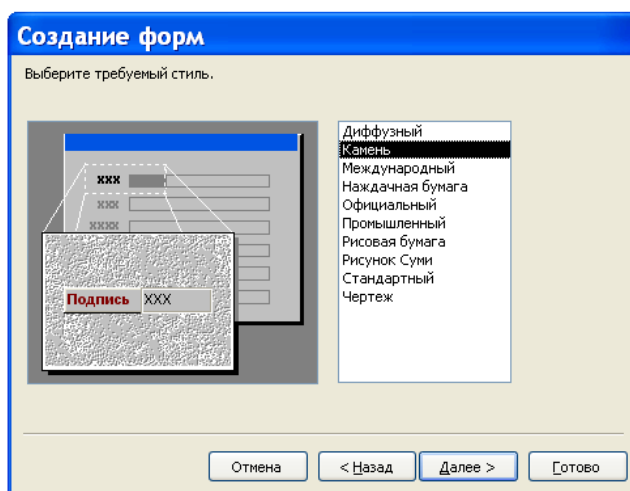 Создание форм
Выберите требуемый стиль.
xxx
xxx
xxxx
Подпись XXX
Диффузный
Камень
Международный
Наждачная бумага
Официальный
Промышленный
Рисовая бумага
Рисунок Суми
Стандартный
Чертеж
Отмена
< Назад
Далее >
Готово